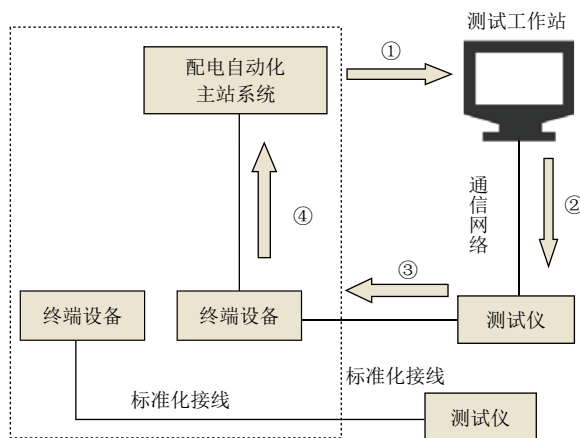 测试工作站
①
配电自动化
主站系统
通信网络
②
④
③
终端设备
终端设备
测试仪
标准化接线
标准化接线
测试仪